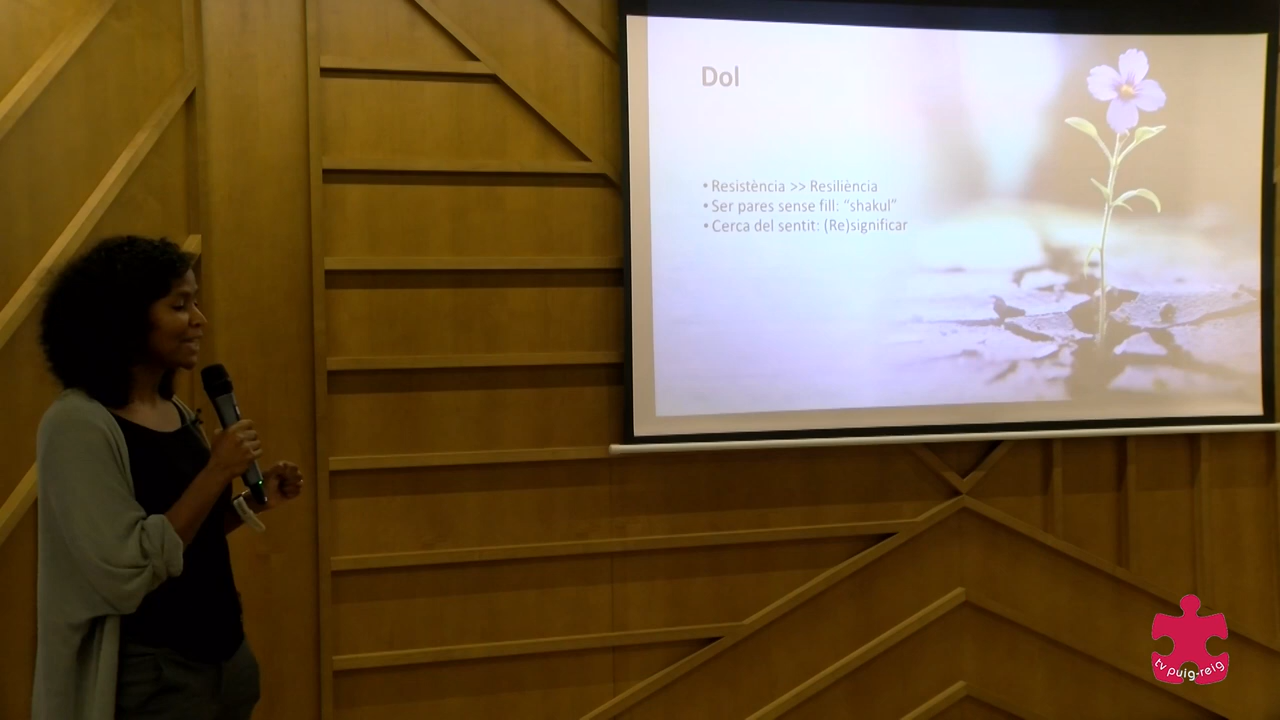 Dol
• Resistència >> Resiliència
• Ser pares sense fill: “shakul”
• Cerca del sentit: (Re)significar
tv puig-reig